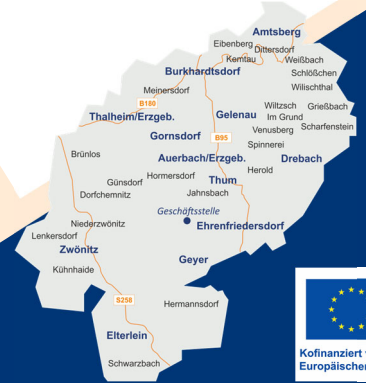 Amtsberg
Eibenberg
Dittersdorf
Kemtau
Weißbach
Burkhardtsdorf
Schlößchen
Wilischthal
Meinersdorf
B180
Thalheim/Erzgeb.
Gelenau
Wiltzsch
Grießbach
Im Grund
Venusberg
Scharfenstein
Gornsdorf
B95
Spinnerei
Brünlos
Auerbach/Erzgeb.
Drebach
Hormersdorf
Herold
Günsdorf
Thum
Dorfchemnitz
Jahnsbach
Geschäftsstelle
Niederzwönitz
Ehrenfriedersdorf
Lenkersdorf
Zwönitz
Geyer
Kühnhaide
S258
Hermannsdorf
Elterlein
Schwarzbach
Kofinanziert
Europäischen